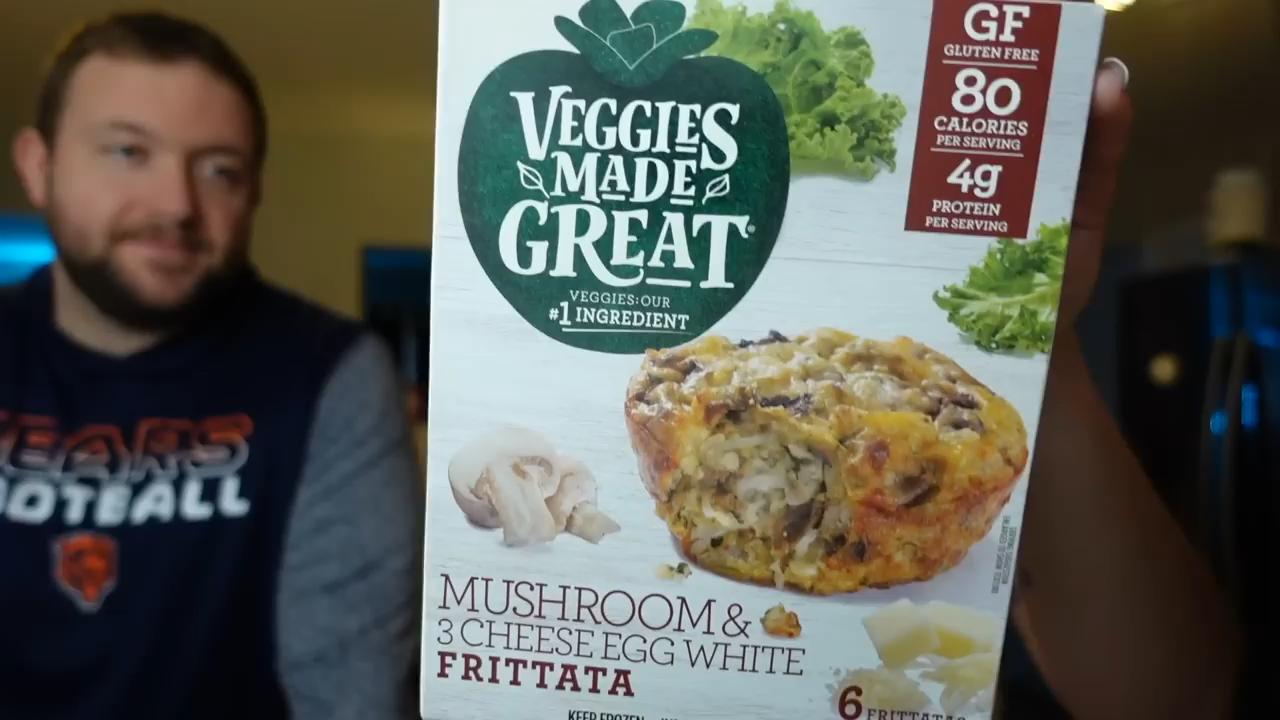 GF
GLUTEN FREE
80
CALORIES
PER SERVING
4g
PROTEIN
PER SERVING
VEGGIES
MADE
GREAT
VEGGIES: OUR
#1 INGREDIENT
EARS
OOTBALL
MUSHROOM &
3 CHEESE EGG WHITE
FRITTATA
6 FRITTATAS
KEEP FROZEN